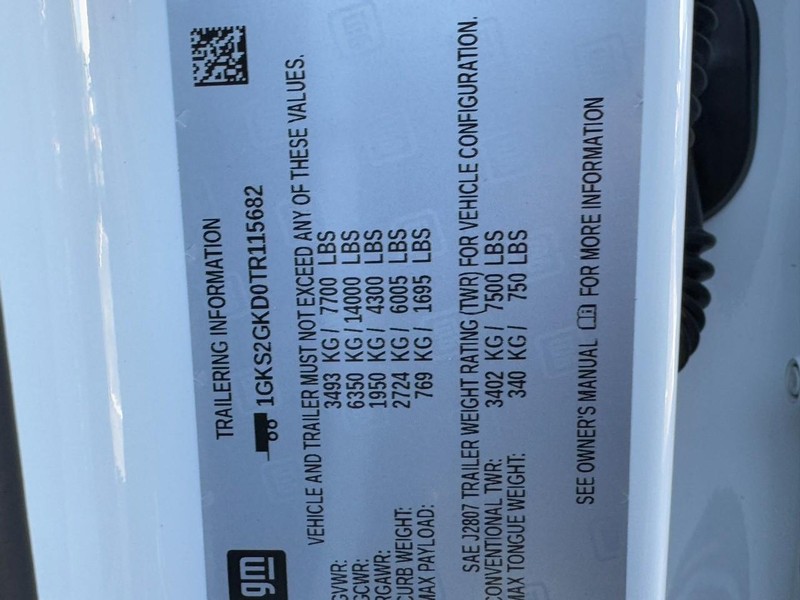 gm
TRAILERING INFORMATION
1GKS2GKD0TR115682
VEHICLE AND TRAILER MUST NOT EXCEED ANY OF THESE VALUES.
GVWR: 3493 KG / 7700 LBS
GCWR: 6350 KG / 14000 LBS
RGAWR: 1950 KG / 4300 LBS
CURB WEIGHT: 2724 KG / 6005 LBS
MAX PAYLOAD: 769 KG / 1695 LBS
SAE J2807 TRAILER WEIGHT RATING (TWR) FOR VEHICLE CONFIGURATION.
CONVENTIONAL TWR: 3402 KG / 7500 LBS
MAX TONGUE WEIGHT: 340 KG / 750 LBS
SEE OWNER'S MANUAL FOR MORE INFORMATION